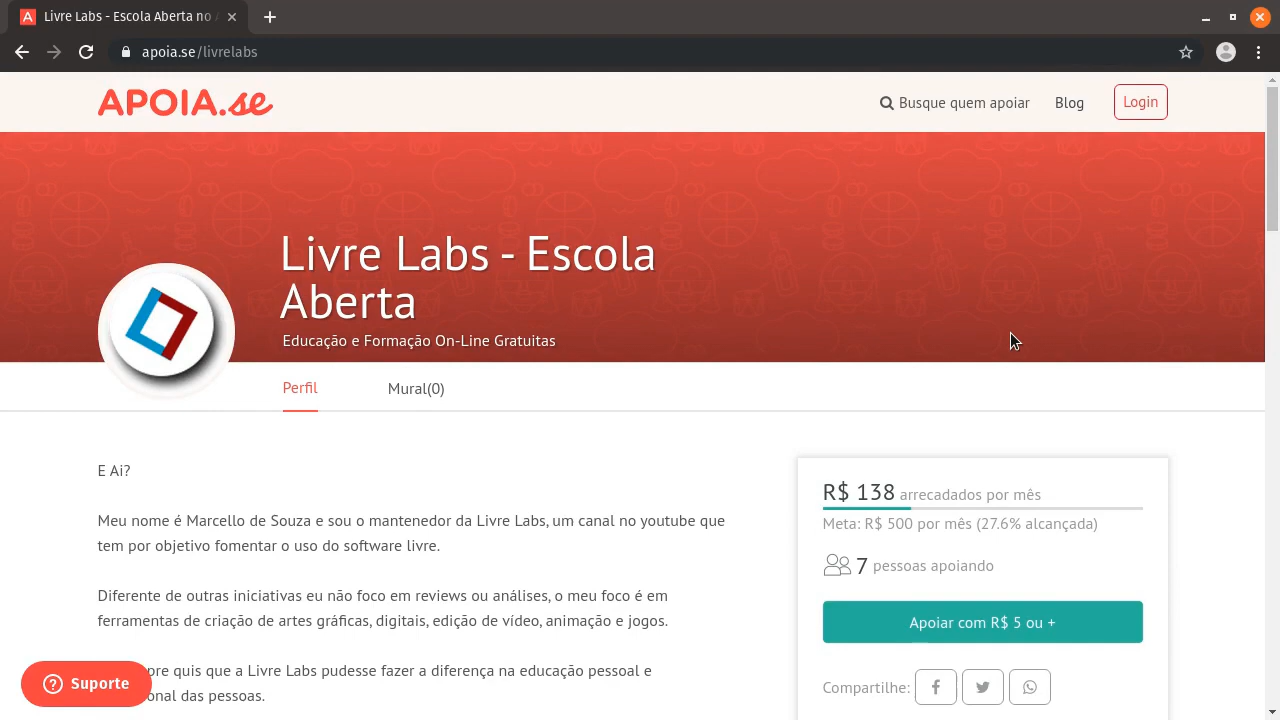 Livre Labs - Escola Aberta no
apoia.se/livrelabs
APOIA.se
Busque quem apoiar
Blog
Login
Livre Labs - Escola
Aberta
Educação e Formação On-Line Gratuitas
Perfil
Mural(0)
E Ai?
Meu nome é Marcello de Souza e sou o mantenedor da Livre Labs, um canal no youtube que
tem por objetivo fomentar o uso do software livre.
Diferente de outras iniciativas eu não foco em reviews ou análises, o meu foco é em
ferramentas de criação de artes gráficas, digitais, edição de vídeo, animação e jogos.
quis que a Livre Labs pudesse fazer a diferença na educação pessoal e
das pessoas.
R$ 138 arrecadados por mês
Meta: R$ 500 por mês (27.6% alcançada)
7 pessoas apoiando
Apoiar com R$ 5 ou +
Compartilhe:
Suporte